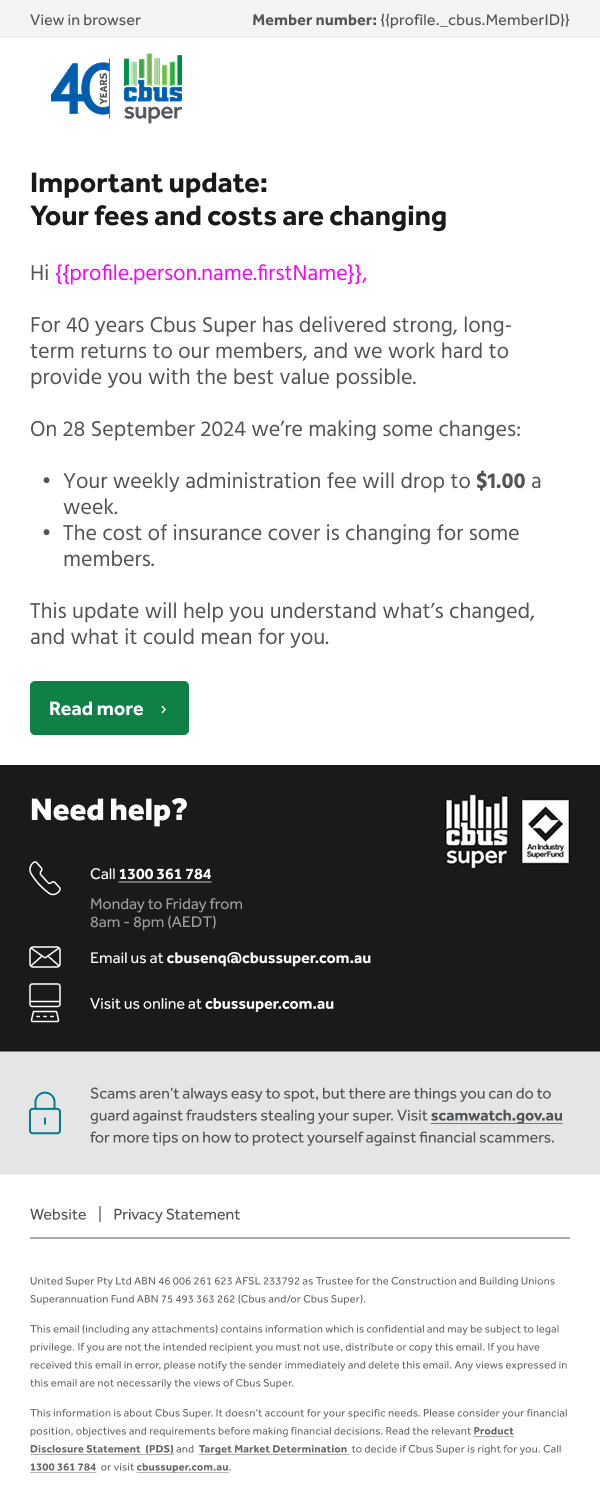 View in browser
Member number: {{profile._cbus.MemberID}}
40 YEARS
cbus
super
Important update:
Your fees and costs are changing
Hi {{profile.person.name.firstName}},
For 40 years Cbus Super has delivered strong, long-
term returns to our members, and we work hard to
provide you with the best value possible.
On 28 September 2024 we’re making some changes:
• Your weekly administration fee will drop to $1.00 a
week.
• The cost of insurance cover is changing for some
members.
This update will help you understand what’s changed,
and what it could mean for you.
Read more ›
Need help?
cbus
super
An Industry
SuperFund
Call 1300 361 784
Monday to Friday from
8am - 8pm (AEDT)
Email us at cbusenq@cbussuper.com.au
Visit us online at cbussuper.com.au
Scams aren’t always easy to spot, but there are things you can do to
guard against fraudsters stealing your super. Visit scamwatch.gov.au
for more tips on how to protect yourself against financial scammers.
Website | Privacy Statement
United Super Pty Ltd ABN 46 006 261 623 AFSL 233792 as Trustee for the Construction and Building Unions
Superannuation Fund ABN 75 493 363 262 (Cbus and/or Cbus Super).
This email (including any attachments) contains information which is confidential and may be subject to legal
privilege. If you are not the intended recipient you must not use, distribute or copy this email. If you have
received this email in error, please notify the sender immediately and delete this email. Any views expressed in
this email are not necessarily the views of Cbus Super.
This information is about Cbus Super. It doesn’t account for your specific needs. Please consider your financial
position, objectives and requirements before making financial decisions. Read the relevant Product
Disclosure Statement (PDS) and Target Market Determination to decide if Cbus Super is right for you. Call
1300 361 784 or visit cbussuper.com.au.